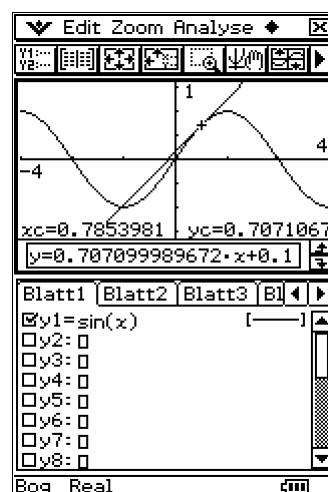 Edit Zoom Analyse
1
4
-4
xc=0.7853981 yc=0.7071067
y=0.707099989672·x+0.1
Blatt1 Blatt2 Blatt3 Bl
y1=sin(x) [—]
y2:
y3:
y4:
y5:
y6:
y7:
y8:
Bog Real